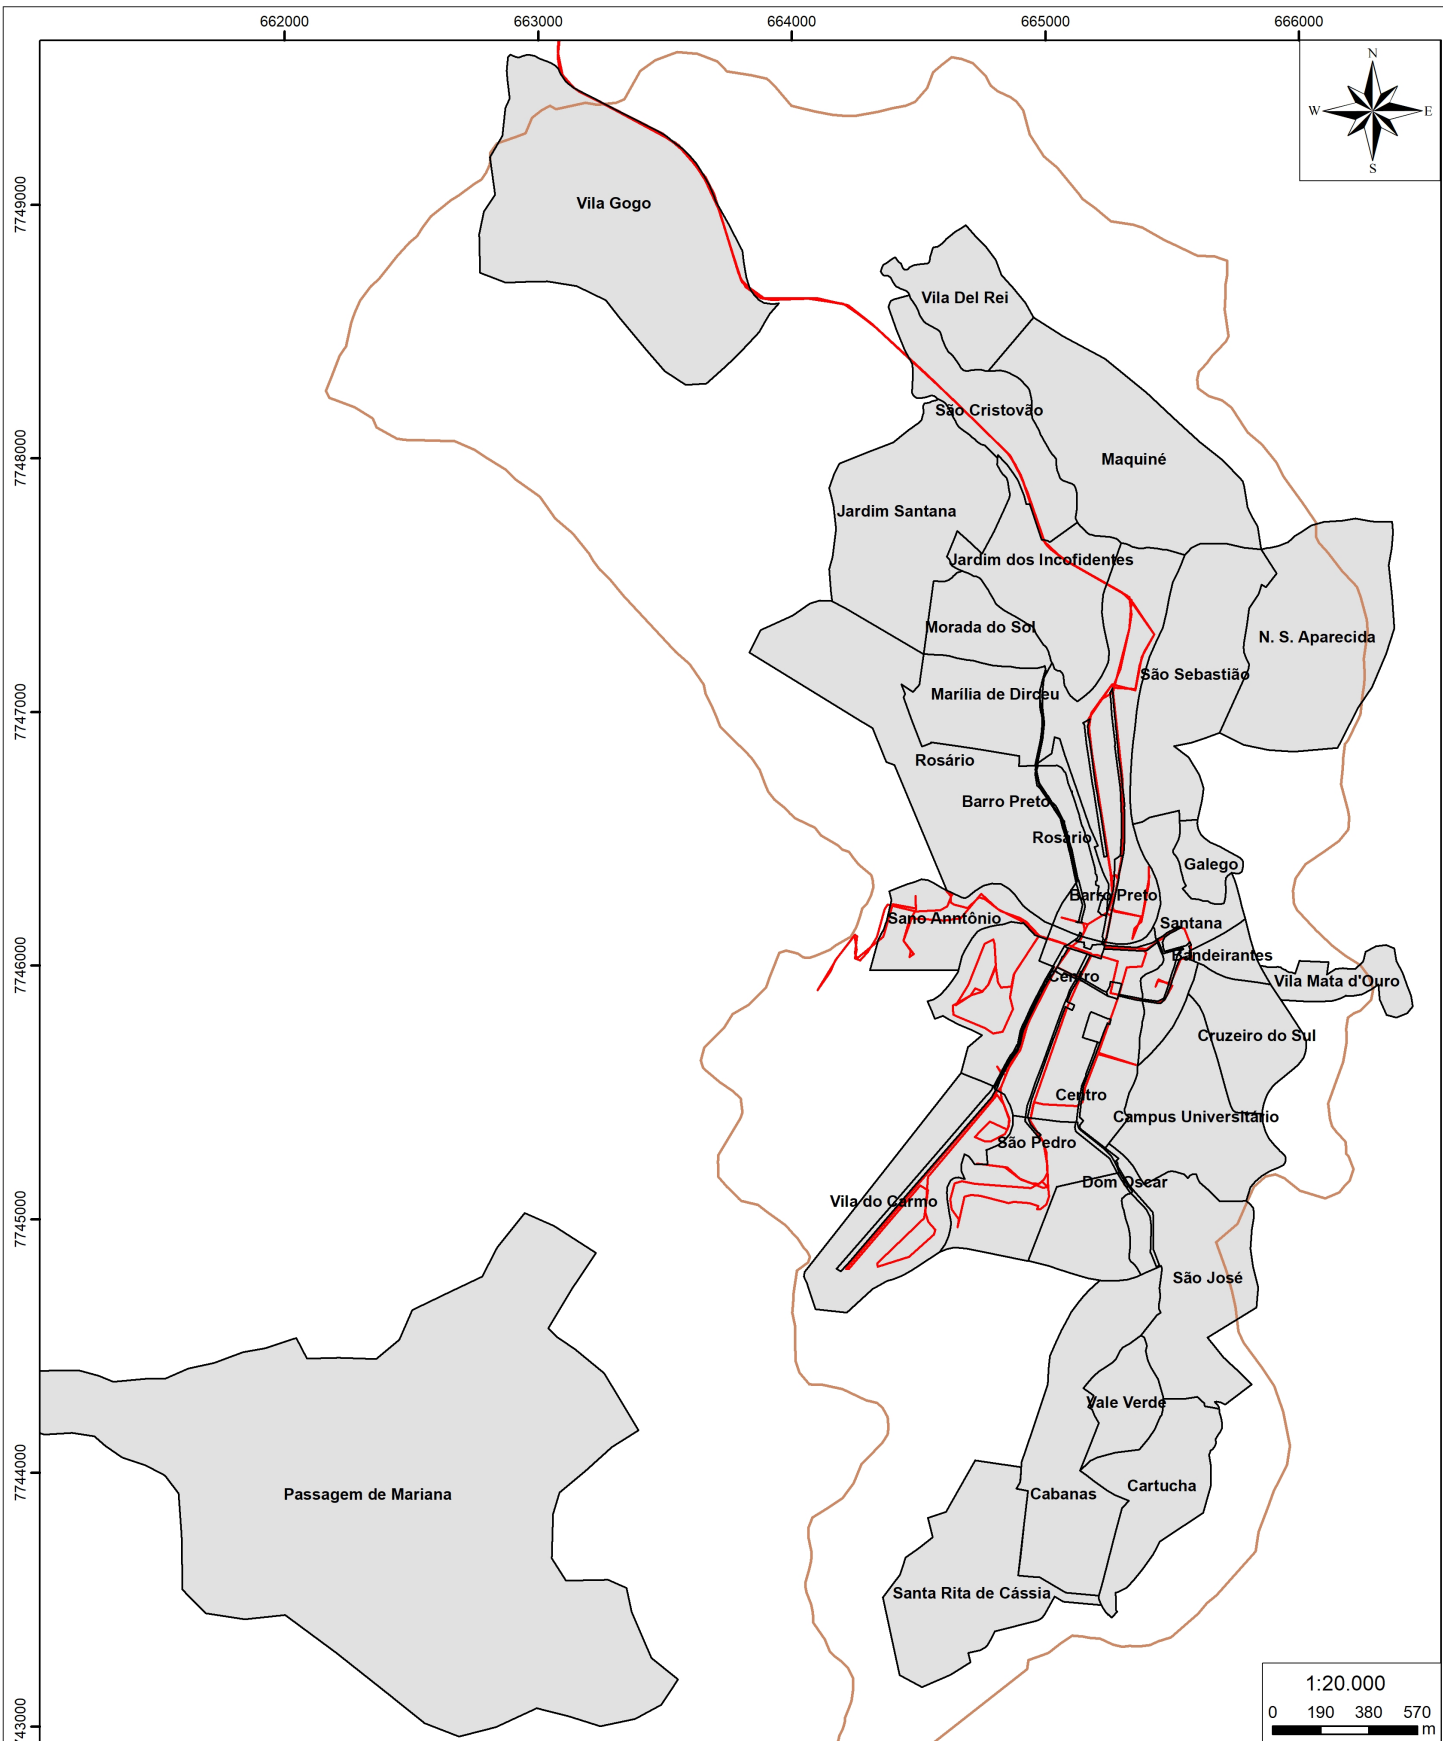 662000 663000 664000 665000 666000
N
W E
S
7749000
Vila Gogo
Vila Del Rei
São Cristovão
7748000
Maquiné
Jardim Santana
Jardim dos Incofidentes
Morada do Sol
N. S. Aparecida
São Sebastião
Marília de Dirceu
7747000
Rosário
Barro Preto
Rosário
Galego
Barro Preto
Sano Anntônio
Santana
Bandeirantes
7746000
Centro
Vila Mata d'Ouro
Cruzeiro do Sul
Centro
Campus Universitário
São Pedro
Dom Oscar
Vila do Carmo
7745000
São José
Vale Verde
7744000
Cartucha
Passagem de Mariana
Cabanas
Santa Rita de Cássia
1:20.000
0 190 380 570
m
43000